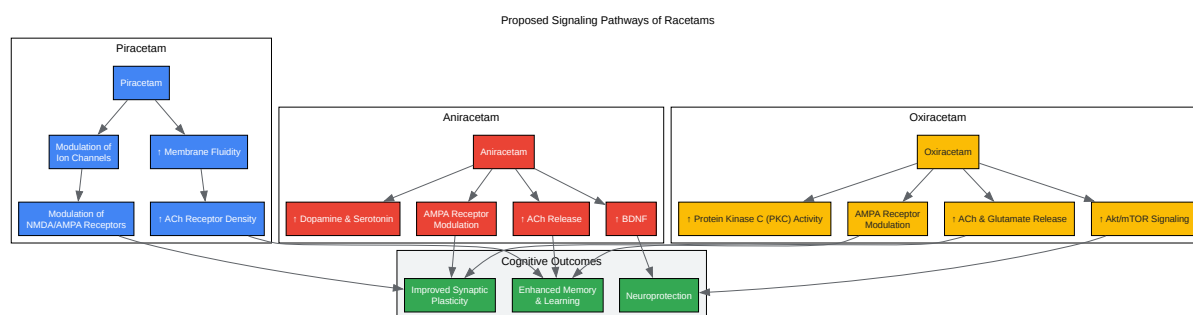 Proposed Signaling Pathways of Racetams
Piracetam
Piracetam
Modulation of
Ion Channels
↑ Membrane Fluidity
Modulation of
NMDA/AMPA Receptors
↑ ACh Receptor Density
Aniracetam
Aniracetam
↑ Dopamine & Serotonin
AMPA Receptor
Modulation
↑ ACh Release
↑ BDNF
Oxiracetam
Oxiracetam
↑ Protein Kinase C (PKC) Activity
AMPA Receptor
Modulation
↑ ACh & Glutamate Release
↑ Akt/mTOR Signaling
Cognitive Outcomes
Improved Synaptic
Plasticity
Enhanced Memory
& Learning
Neuroprotection